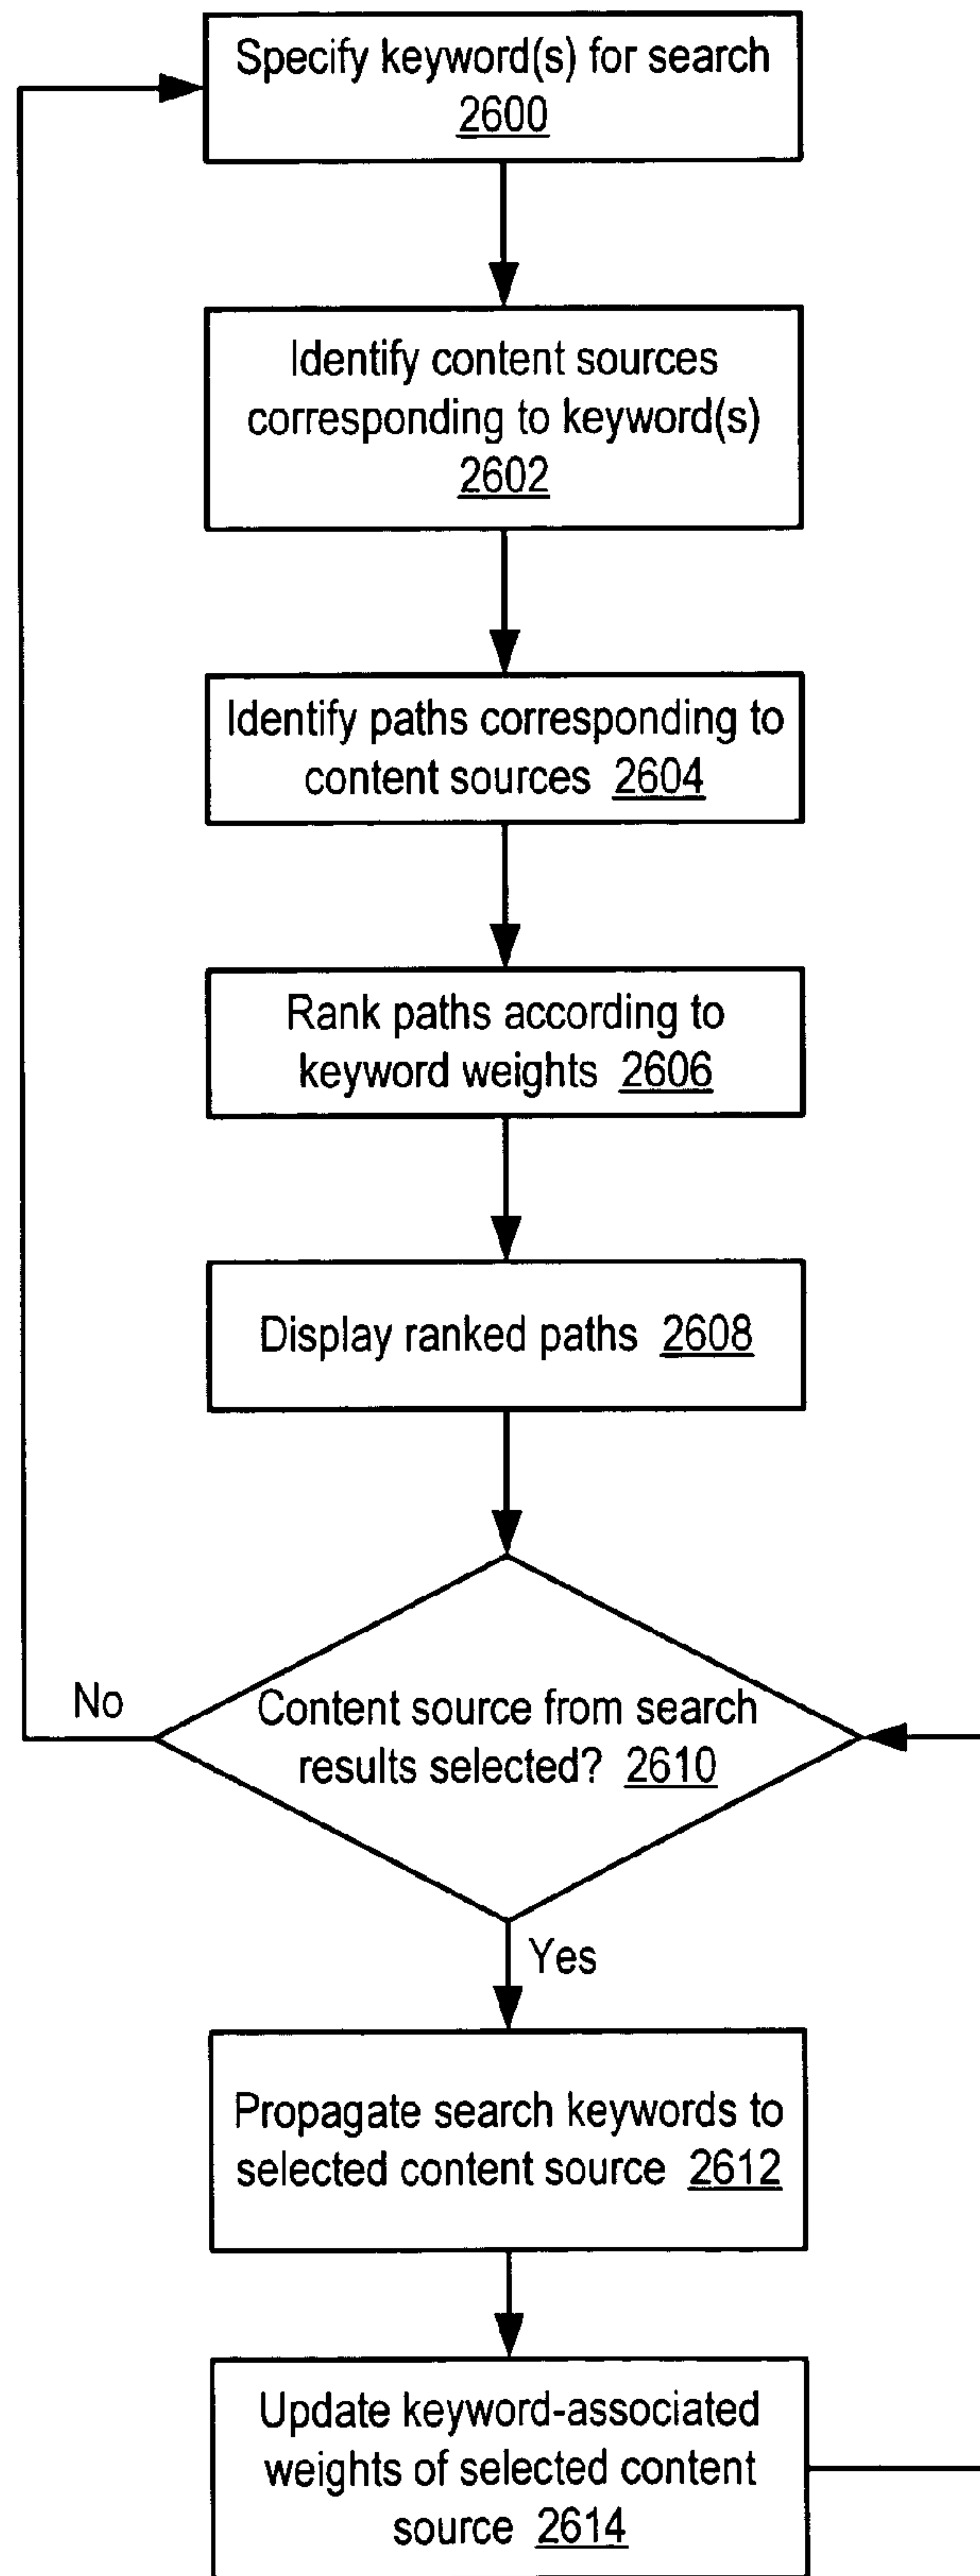 Specify keyword(s) for search
2600
Identify content sources
corresponding to keyword(s)
2602
Identify paths corresponding to
content sources 2604
Rank paths according to
keyword weights 2606
Display ranked paths 2608
No
Content source from search
results selected? 2610
Yes
Propagate search keywords to
selected content source 2612
Update keyword-associated
weights of selected content
source 2614